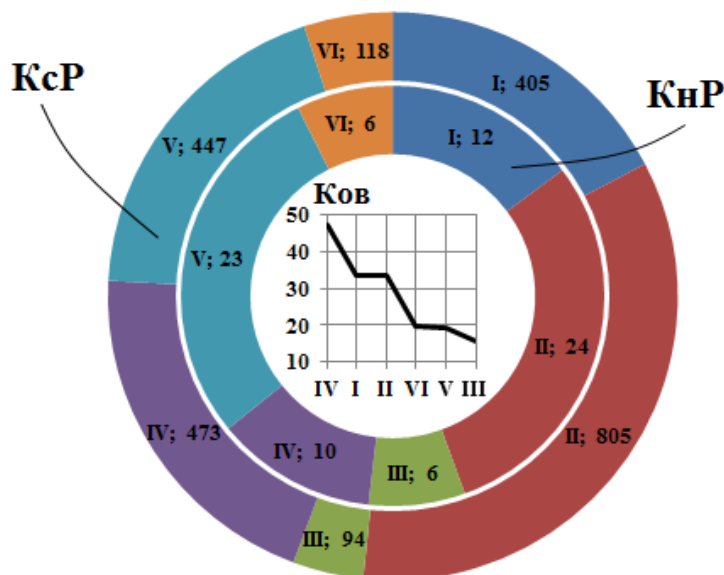 VI; 118
I; 405
КсР
КнР
VI; 6
I; 12
V; 447
Ков
50
40
30
20
10
IV I II VI V III
V; 23
II; 24
IV; 473
IV; 10
III; 6
II; 805
III; 94